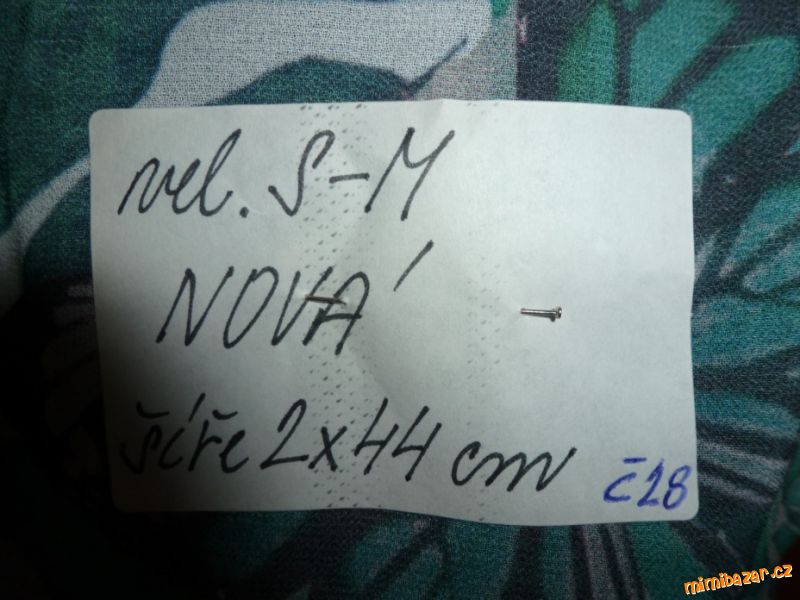 vel. S-M
NOVÁ
šíře 2x44 cm
č28
mimibazar.cz